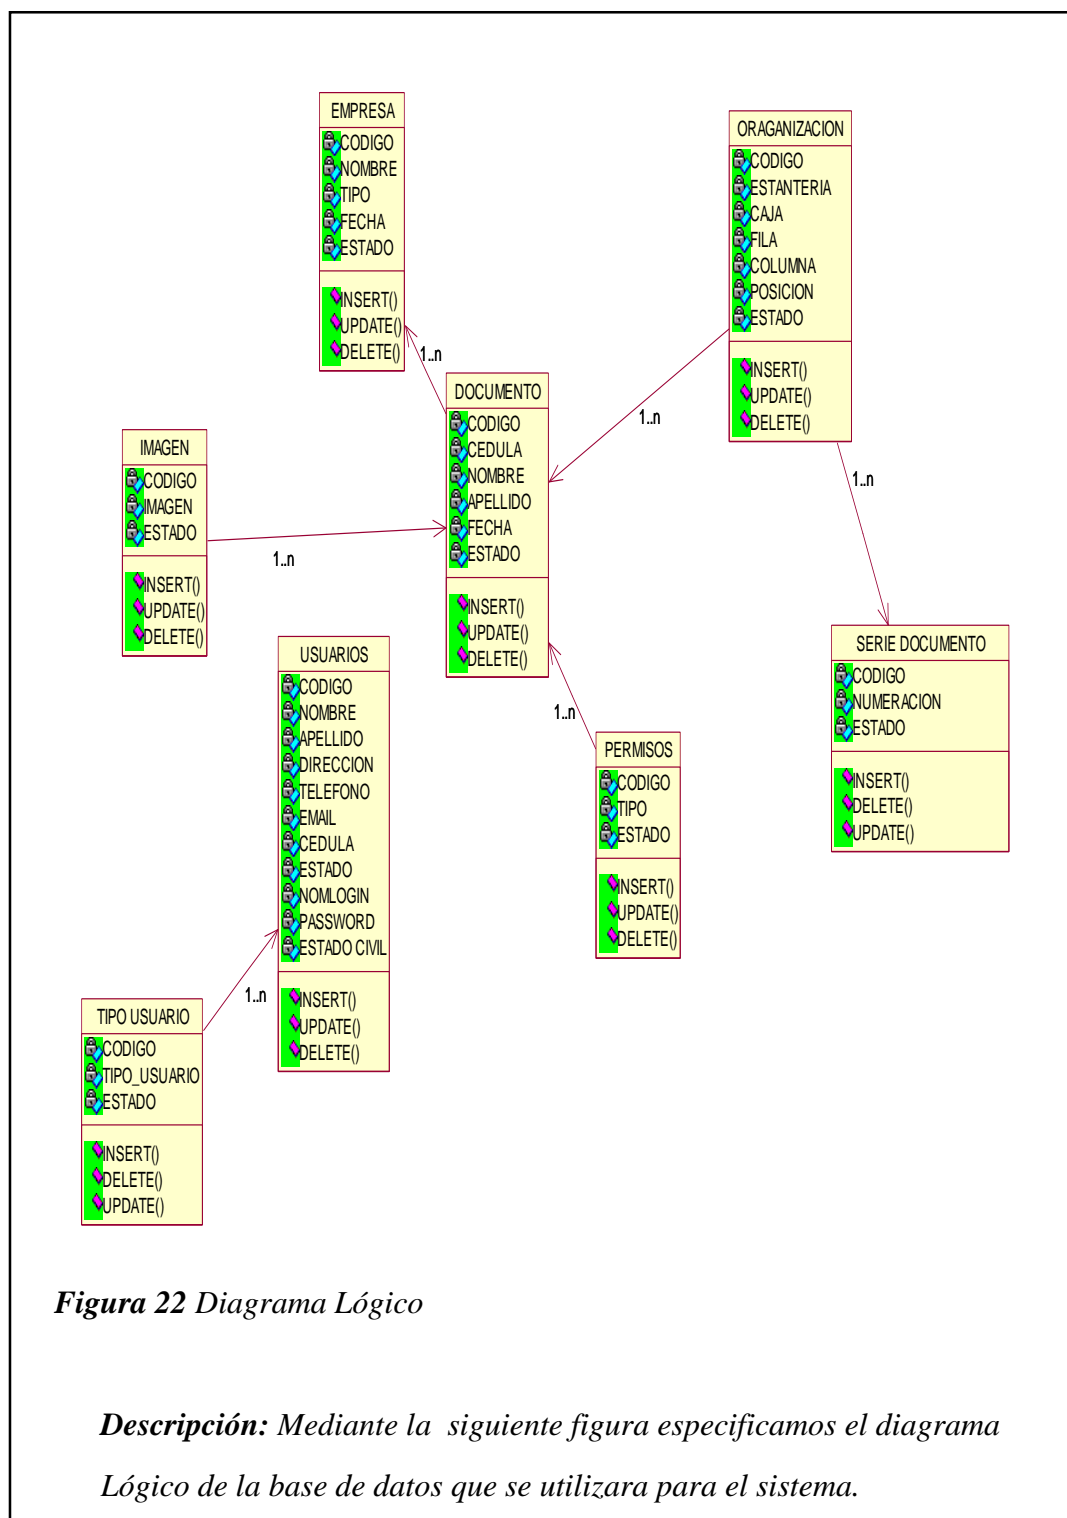 EMPRESA
CODIGO
NOMBRE
TIPO
FECHA
ESTADO
INSERT()
UPDATE()
DELETE()
1..n
ORAGANIZACION
CODIGO
ESTANTERIA
CAJA
FILA
COLUMNA
POSICION
ESTADO
INSERT()
UPDATE()
DELETE()
1..n
1..n
DOCUMENTO
CODIGO
CEDULA
NOMBRE
APELLIDO
FECHA
ESTADO
INSERT()
UPDATE()
DELETE()
IMAGEN
CODIGO
IMAGEN
ESTADO
INSERT()
UPDATE()
DELETE()
1..n
SERIE DOCUMENTO
CODIGO
NUMERACION
ESTADO
INSERT()
DELETE()
UPDATE()
USUARIOS
CODIGO
NOMBRE
APELLIDO
DIRECCION
TELEFONO
EMAIL
CEDULA
ESTADO
NOMLOGIN
PASSWORD
ESTADO CIVIL
INSERT()
UPDATE()
DELETE()
1..n
PERMISOS
CODIGO
TIPO
ESTADO
INSERT()
UPDATE()
DELETE()
1..n
TIPO USUARIO
CODIGO
TIPO_USUARIO
ESTADO
INSERT()
DELETE()
UPDATE()
Figura 22 Diagrama Lógico
Descripción: Mediante la siguiente figura especificamos el diagrama
Lógico de la base de datos que se utilizara para el sistema.